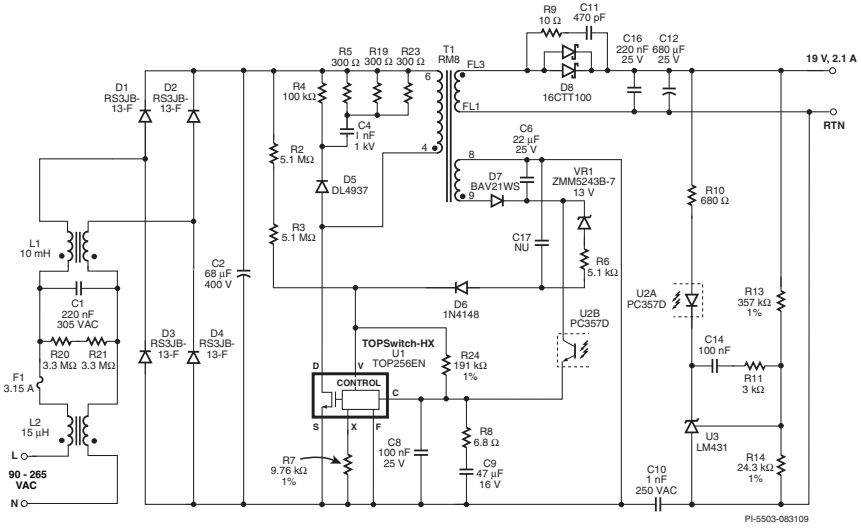 R9
10 Ω
C11
470 pF
D8
16CTT100
C16
220 nF
25 V
C12
680 µF
25 V
19 V, 2.1 A
RTN
T1
RM8
6
4
FL3
FL1
8
9
R5
300 Ω
R19
300 Ω
R23
300 Ω
R4
100 kΩ
C4
1 nF
1 kV
D1
RS3JB-
13-F
D2
RS3JB-
13-F
R2
5.1 MΩ
D5
DL4937
R3
5.1 MΩ
C6
22 µF
25 V
D7
BAV21WS
VR1
ZMM5243B-7
13 V
R10
680 Ω
C17
NU
R6
5.1 kΩ
L1
10 mH
C2
68 µF
400 V
C1
220 nF
305 VAC
D6
1N4148
U2B
PC357D
U2A
PC357D
R13
357 kΩ
1%
D3
RS3JB-
13-F
D4
RS3JB-
13-F
R20
3.3 MΩ
R21
3.3 MΩ
F1
3.15 A
TOPSwitch-HX
U1
TOP256EN
D
V
CONTROL
C
S
X
F
R24
191 kΩ
1%
C14
100 nF
R11
3 kΩ
L2
15 µH
L
90 - 265
VAC
N
R7
9.76 kΩ
1%
C8
100 nF
25 V
R8
6.8 Ω
C9
47 µF
16 V
U3
LM431
R14
24.3 kΩ
1%
C10
1 nF
250 VAC
PI-5503-083109